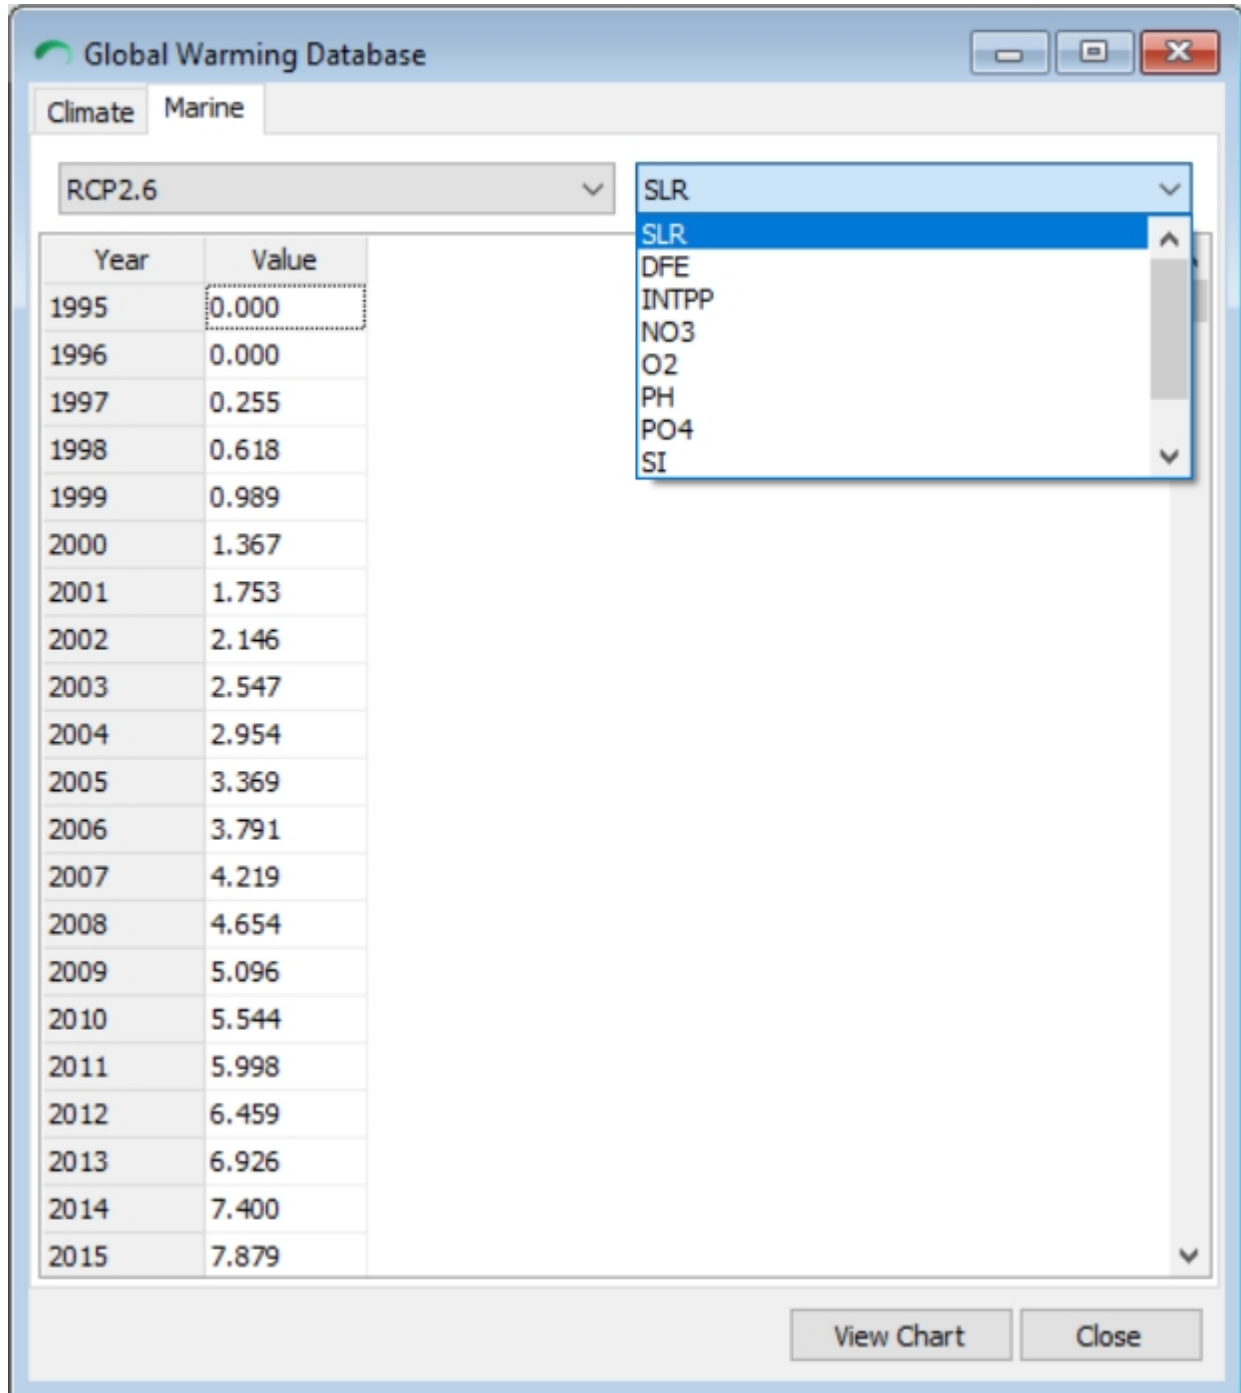 Global Warming Database
Climate Marine
RCP2.6 SLR
SLR
DFE
INTPP
NO3
O2
PH
PO4
SI
Year Value
1995 0.000
1996 0.000
1997 0.255
1998 0.618
1999 0.989
2000 1.367
2001 1.753
2002 2.146
2003 2.547
2004 2.954
2005 3.369
2006 3.791
2007 4.219
2008 4.654
2009 5.096
2010 5.544
2011 5.998
2012 6.459
2013 6.926
2014 7.400
2015 7.879
View Chart Close